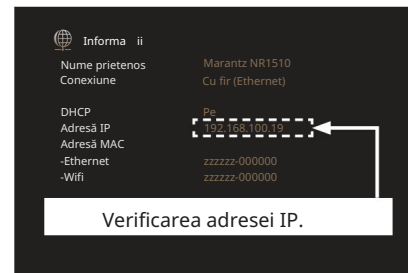 Informa ii
Nume prietenos Marantz NR1510
Conexiune Cu fir (Ethernet)
DHCP Pe
Adresă IP 192.168.100.19
Adresă MAC
-Ethernet zzzzzz-000000
-Wifi zzzzzz-000000
Verificarea adresei IP.